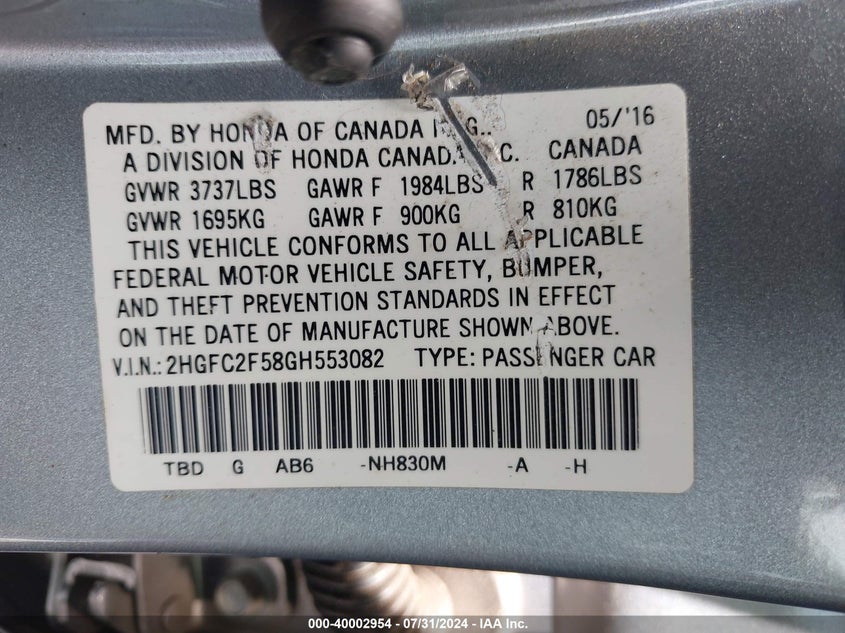 MFD. BY HONDA OF CANADA 05/'16
A DIVISION OF HONDA CANADA CANADA
GVWR 3737LBS GAWR F 1984LBS R 1786LBS
GVWR 1695KG GAWR F 900KG R 810KG
THIS VEHICLE CONFORMS TO ALL APPLICABLE
FEDERAL MOTOR VEHICLE SAFETY, BUMPER,
AND THEFT PREVENTION STANDARDS IN EFFECT
ON THE DATE OF MANUFACTURE SHOWN ABOVE.
V.I.N.: 2HGFC2F58GH553082 TYPE: PASSENGER CAR
TBD G AB6 -NH830M -A -H
000-40002954 - 07/31/2024 - IAA Inc.